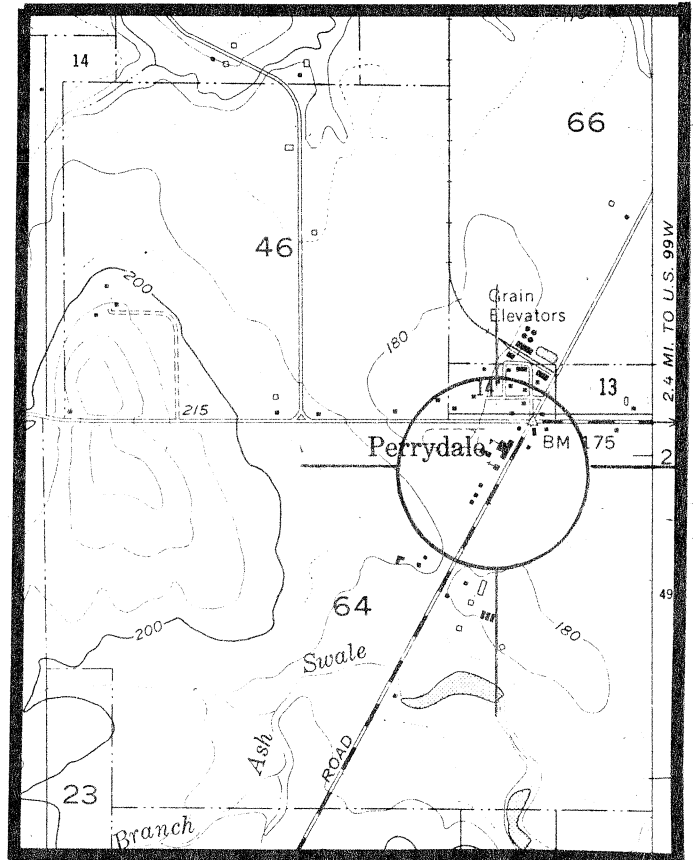 14
66
46
2.4 MI. TO U.S. 99W
200
Grain
Elevators
180
14
13
215
Perrydale
BM 175
2
49
64
200
180
Swale
Ash
ROAD
23
Branch